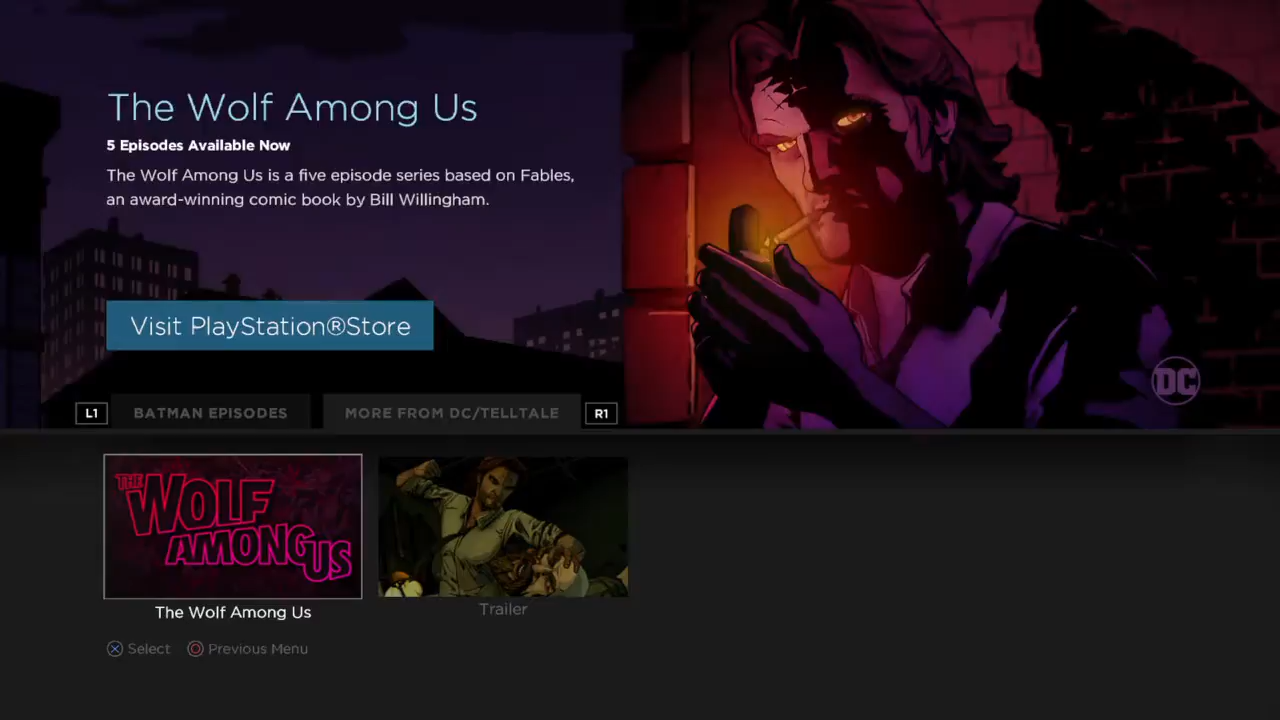 The Wolf Among Us
5 Episodes Available Now
The Wolf Among Us is a five episode series based on Fables,
an award-winning comic book by Bill Willingham.
Visit PlayStation®Store
DC
L1 BATMAN EPISODES MORE FROM DC/TELLTALE R1
THE
WOLF
AMONG
US
The Wolf Among Us
Trailer
Select Previous Menu